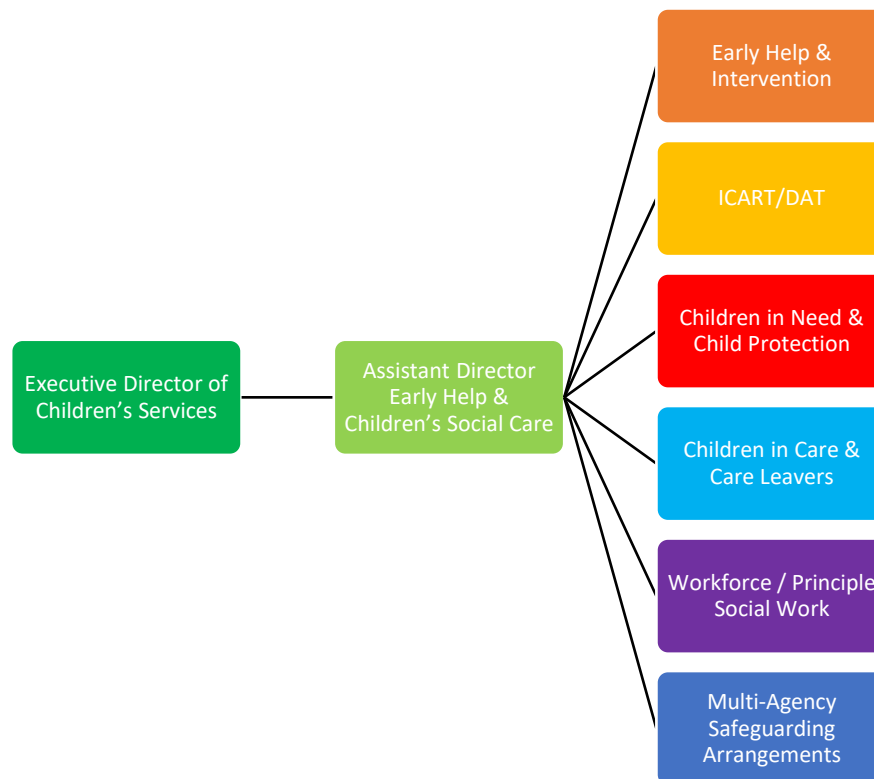 Early Help &
Intervention
ICART/DAT
Children in Need &
Child Protection
Executive Director of
Children’s Services
Assistant Director
Early Help &
Children’s Social Care
Children in Care &
Care Leavers
Workforce / Principle
Social Work
Multi-Agency
Safeguarding
Arrangements